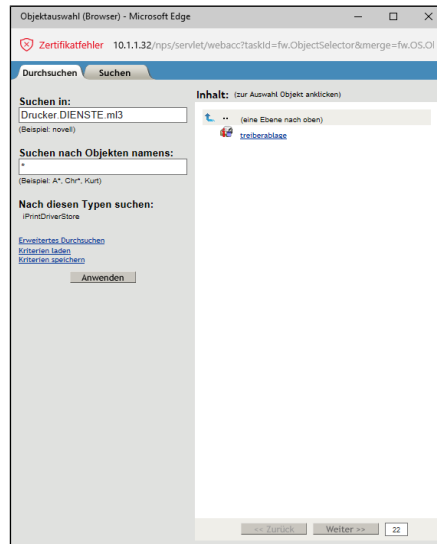 Objektauswahl (Browser) - Microsoft Edge
Zertifikatfehler 10.1.1.32/nps/servlet/webacc?taskId=fw.ObjectSelector&merge=fw.OS.Ol
Durchsuchen Suchen
Suchen in:
Drucker.DIENSTE.ml3
(Beispiel: novell)
Suchen nach Objekten namens:
*
(Beispiel: A*, Chr*, Kurt)
Nach diesen Typen suchen:
iPrintDriverStore
Erweitertes Durchsuchen
Kriterien laden
Kriterien speichern
Anwenden
Inhalt: (zur Auswahl Objekt anklicken)
.. (eine Ebene nach oben)
treiberablage
<< Zurück Weiter >> 22